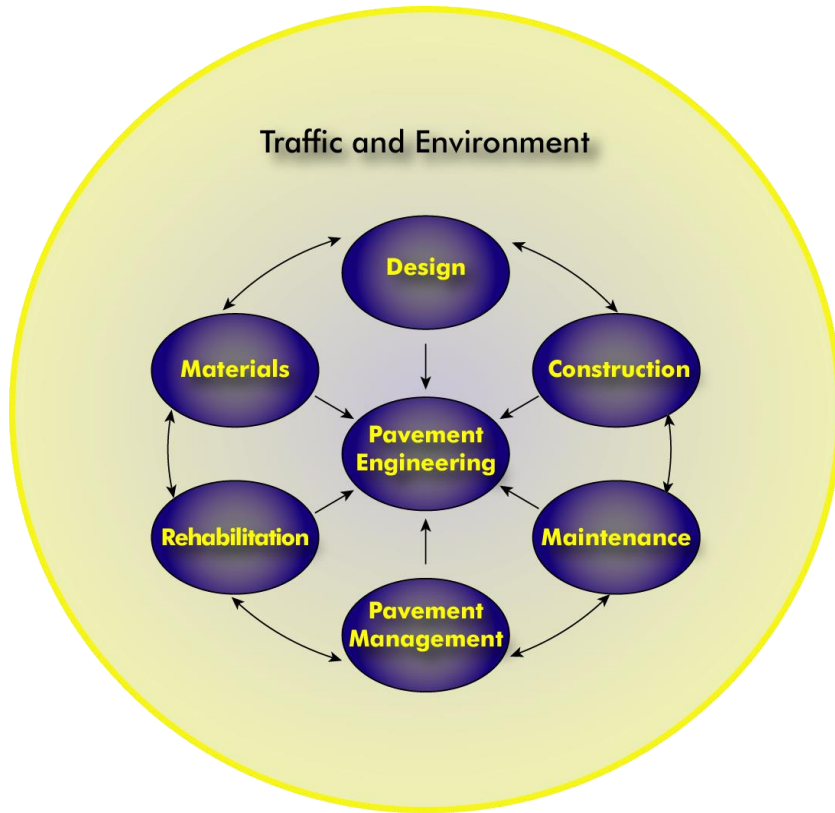 Traffic and Environment
Design
Materials
Construction
Pavement
Engineering
Rehabilitation
Maintenance
Pavement
Management